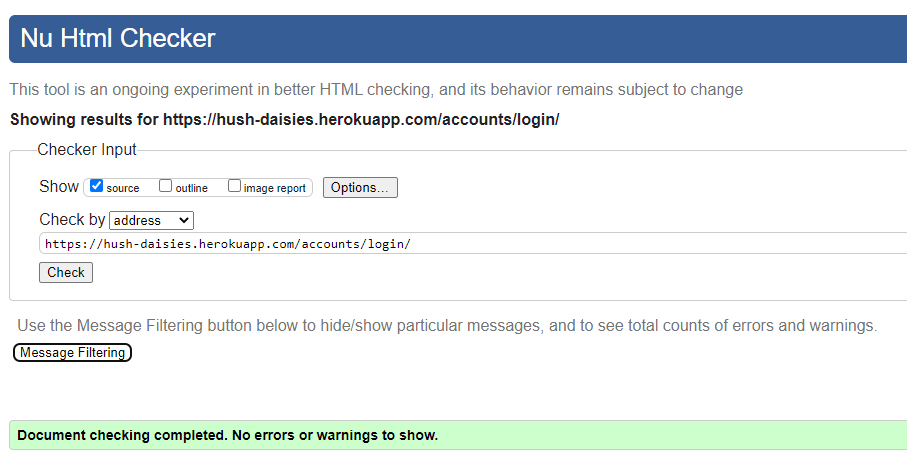 Nu Html Checker
This tool is an ongoing experiment in better HTML checking, and its behavior remains subject to change
Showing results for https://hush-daisies.herokuapp.com/accounts/login/
Checker Input
Show source outline image report Options...
Check by address
https://hush-daisies.herokuapp.com/accounts/login/
Check
Use the Message Filtering button below to hide/show particular messages, and to see total counts of errors and warnings.
Message Filtering
Document checking completed. No errors or warnings to show.